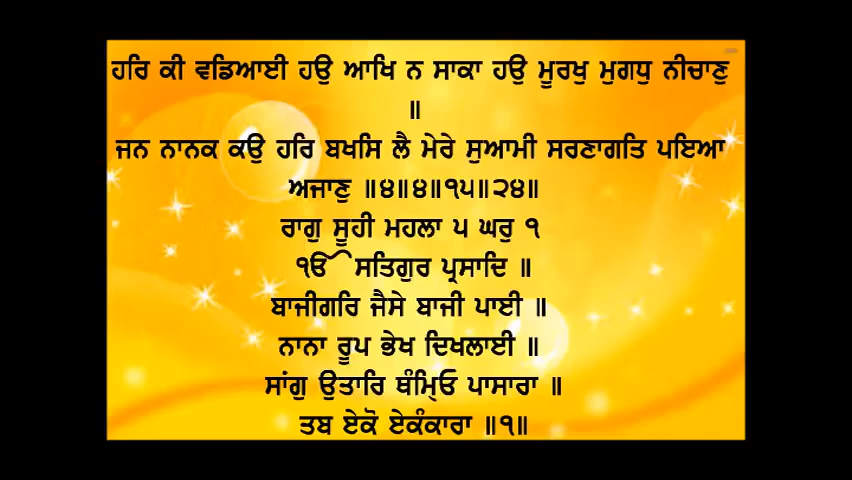 ਹਰਿ ਕੀ ਵਡਿਆਈ ਹਉ ਆਖਿ ਨ ਸਾਕਾ ਹਉ ਮੂਰਖੁ ਮੁਗਧੁ ਨੀਚਾਣੁ
॥
ਜਨ ਨਾਨਕ ਕਉ ਹਰਿ ਬਖਸਿ ਲੈ ਮੇਰੇ ਸੁਆਮੀ ਸਰਣਾਗਤਿ ਪਇਆ
ਅਜਾਣੁ ॥੪॥੪॥੧੫॥੨੪॥
ਰਾਗੁ ਸੂਹੀ ਮਹਲਾ ੫ ਘਰੁ ੧
ੴ ਸਤਿਗੁਰ ਪ੍ਰਸਾਦਿ ॥
ਬਾਜੀਗਰਿ ਜੈਸੇ ਬਾਜੀ ਪਾਈ ॥
ਨਾਨਾ ਰੂਪ ਭੇਖ ਦਿਖਲਾਈ ॥
ਸਾਂਗੁ ਉਤਾਰਿ ਥੰਮ੍ਹਿਓ ਪਾਸਾਰਾ ॥
ਤਬ ਏਕੋ ਏਕੰਕਾਰਾ ॥੧॥